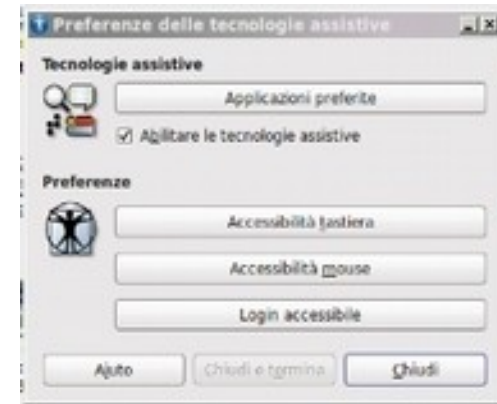 Preferenze delle tecnologie assistive
Tecnologie assistive
Applicazioni preferite
Abilitare le tecnologie assistive
Preferenze
Accessibilità tastiera
Accessibilità mouse
Login accessibile
Aiuto
Chiudi e termina
Chiudi